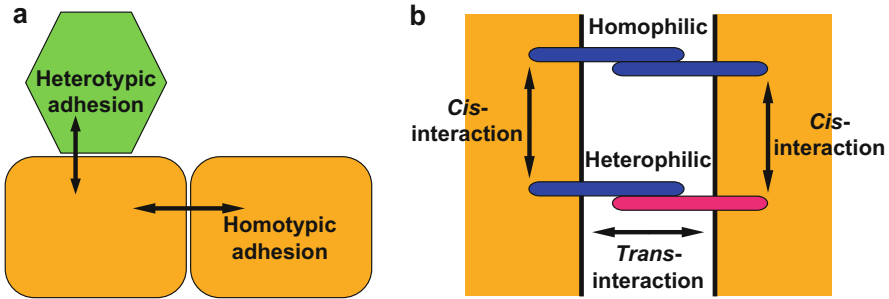 a
Heterotypic
adhesion
Homotypic
adhesion
b
Homophilic
Cis-
interaction
Cis-
interaction
Heterophilic
Trans-
interaction